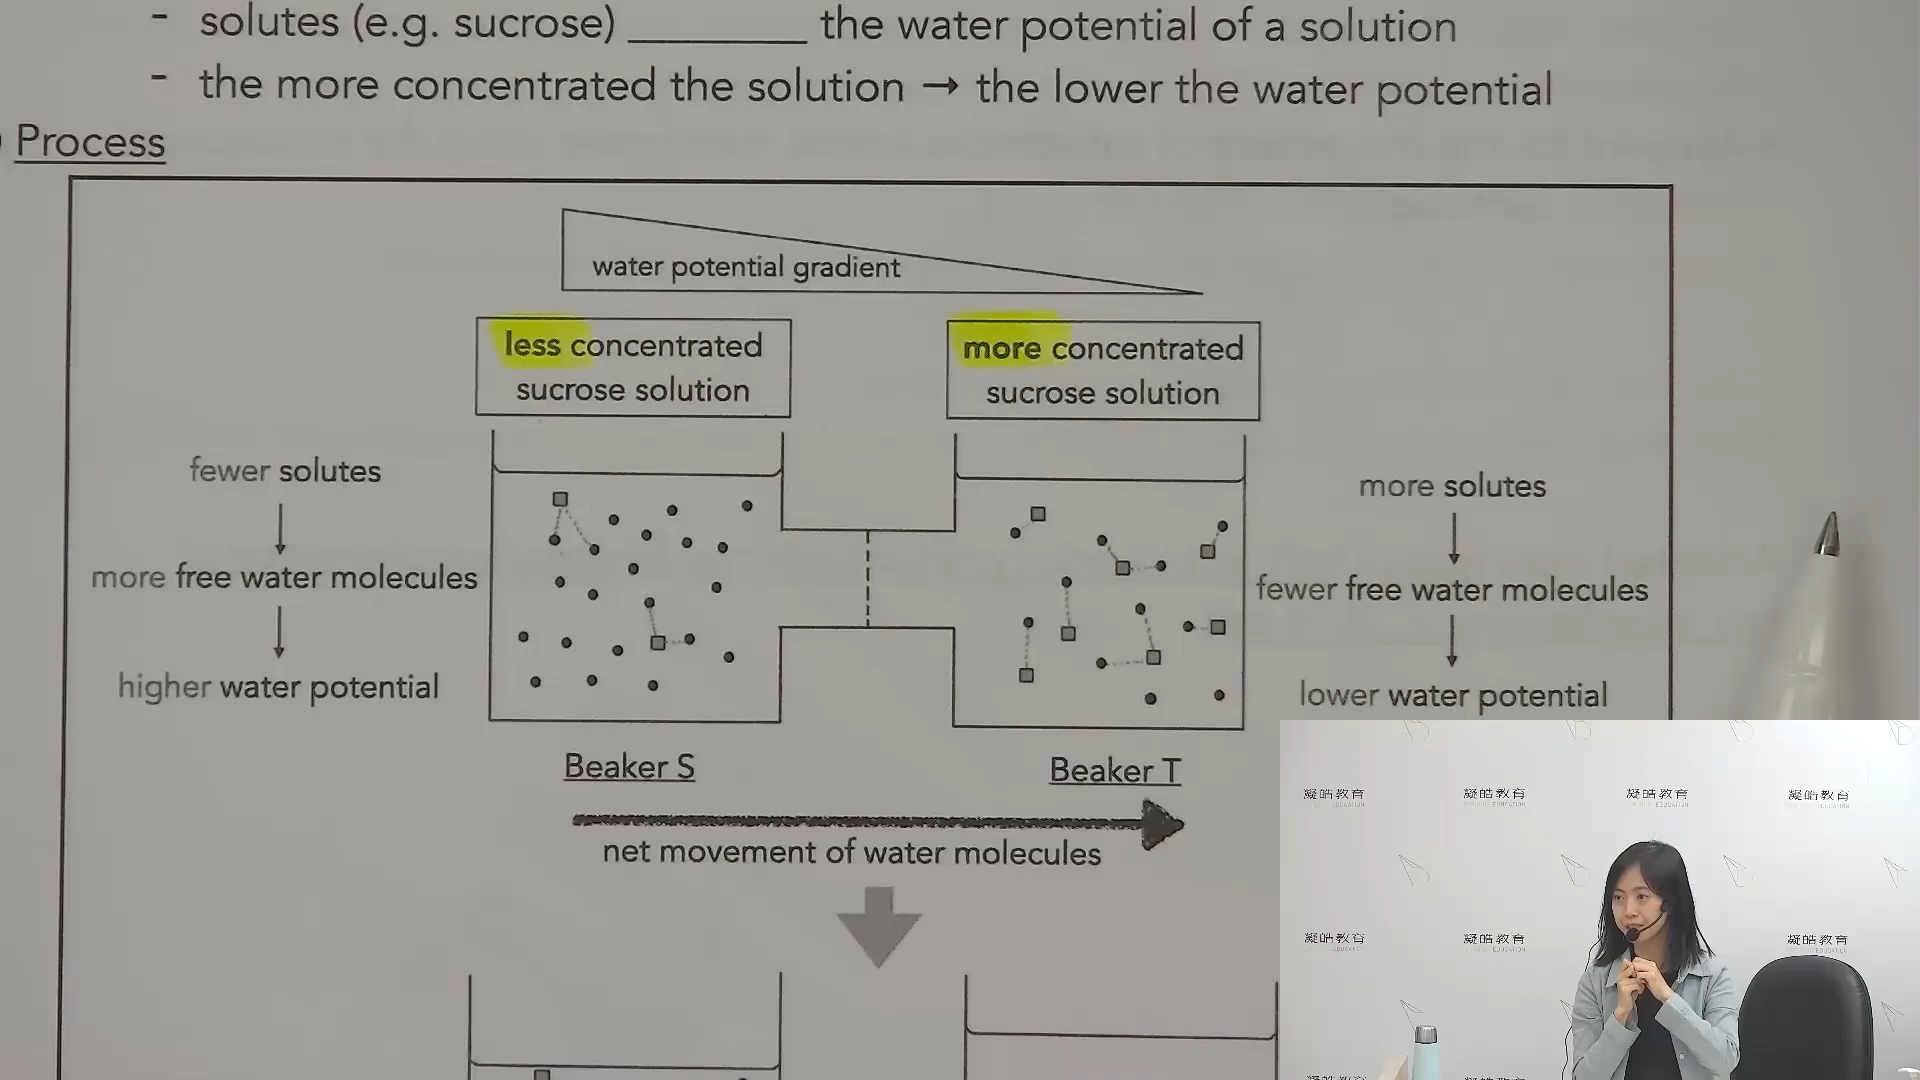 - solutes (e.g. sucrose) ________ the water potential of a solution
- the more concentrated the solution → the lower the water potential
Process
water potential gradient
less concentrated
sucrose solution
more concentrated
sucrose solution
fewer solutes
more free water molecules
higher water potential
more solutes
fewer free water molecules
lower water potential
Beaker S
Beaker T
net movement of water molecules
凝皓教育
凝皓教育
凝皓教育
凝皓教育
凝皓教育
凝皓教育
凝皓教育